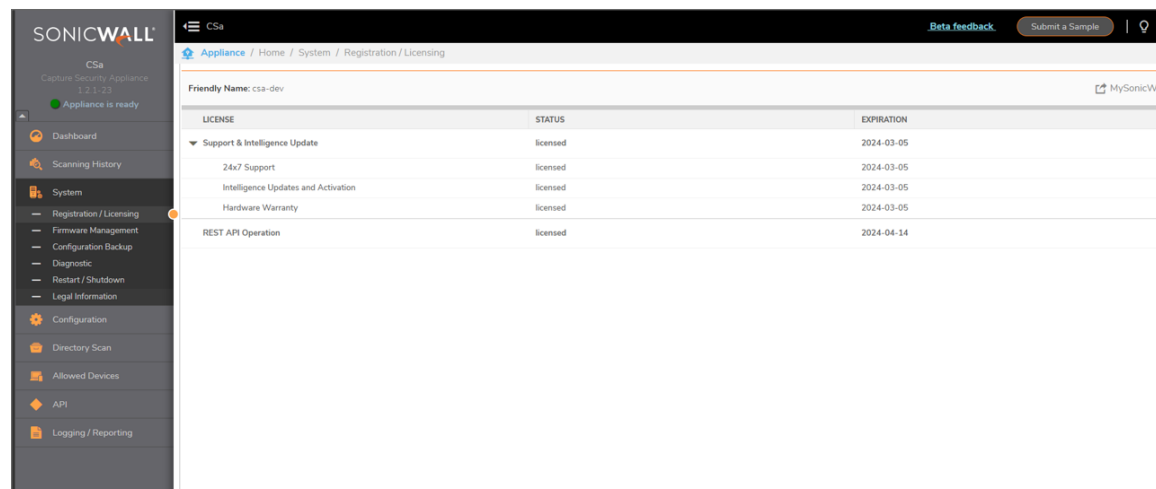 SONICWALL
CSa
Capture Security Appliance
1.2.1-23
Appliance is ready
Dashboard
Scanning History
System
Registration / Licensing
Firmware Management
Configuration Backup
Diagnostic
Restart / Shutdown
Legal Information
Configuration
Directory Scan
Allowed Devices
API
Logging / Reporting
CSa Beta feedback Submit a Sample
Appliance / Home / System / Registration / Licensing
Friendly Name: csa-dev MySonicW
LICENSE STATUS EXPIRATION
Support & Intelligence Update licensed 2024-03-05
24x7 Support licensed 2024-03-05
Intelligence Updates and Activation licensed 2024-03-05
Hardware Warranty licensed 2024-03-05
REST API Operation licensed 2024-04-14